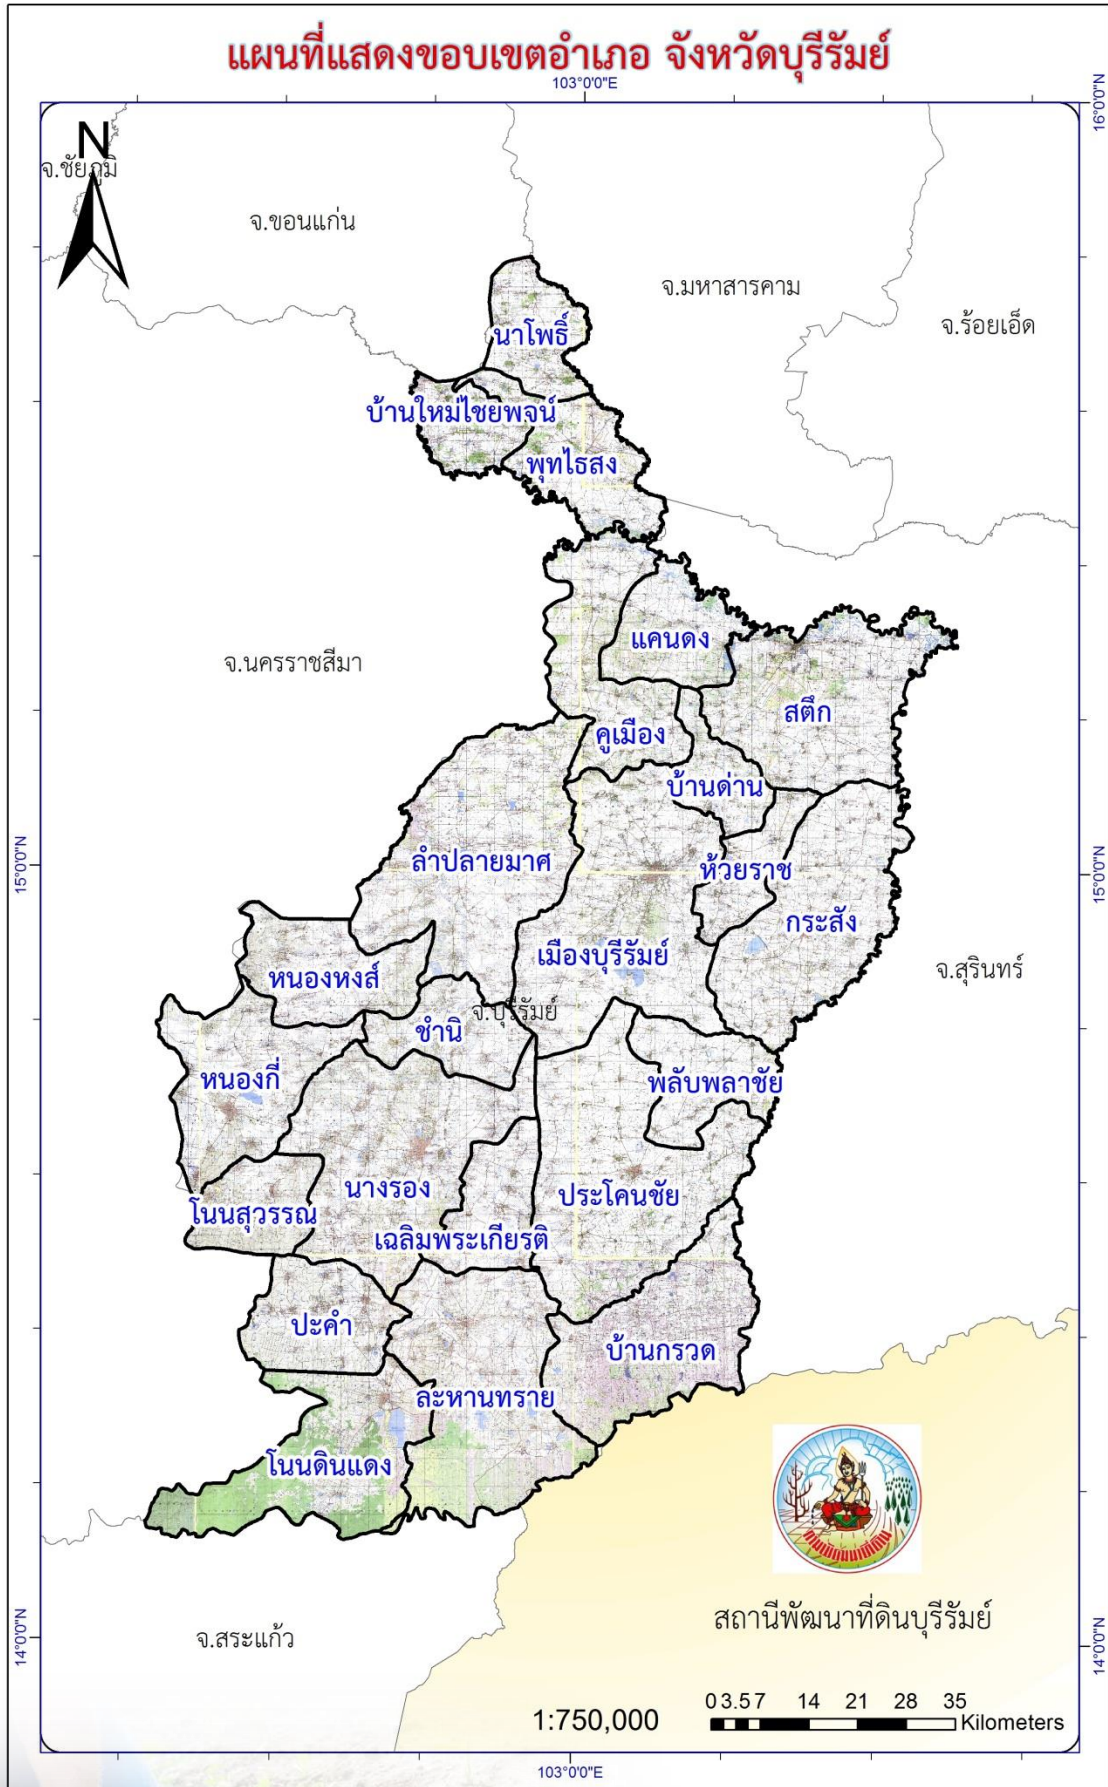 แผนที่แสดงขอบเขตอำเภอ จังหวัดบุรีรัมย์
103°0'0"E
16°0'0"N
N
จ.ชัยภูมิ
จ.ขอนแก่น
จ.มหาสารคาม
จ.ร้อยเอ็ด
นาโพธิ์
บ้านใหม่ไชยพจน์
พุทไธสง
แคนดง
จ.นครราชสีมา
สตึก
คูเมือง
บ้านด่าน
ลำปลายมาศ
ห้วยราช
15°0'0"N
15°0'0"N
กระสัง
เมืองบุรีรัมย์
จ.สุรินทร์
หนองหงส์
จ.บุรีรัมย์
ชำนิ
หนองกี่
พลับพลาชัย
นางรอง
ประโคนชัย
โนนสุวรรณ
เฉลิมพระเกียรติ
ปะคำ
บ้านกรวด
ละหานทราย
โนนดินแดง
กรมพัฒนาที่ดิน
สถานีพัฒนาที่ดินบุรีรัมย์
จ.สระแก้ว
14°0'0"N
14°0'0"N
0 3.5 7 14 21 28 35
1:750,000
Kilometers
103°0'0"E